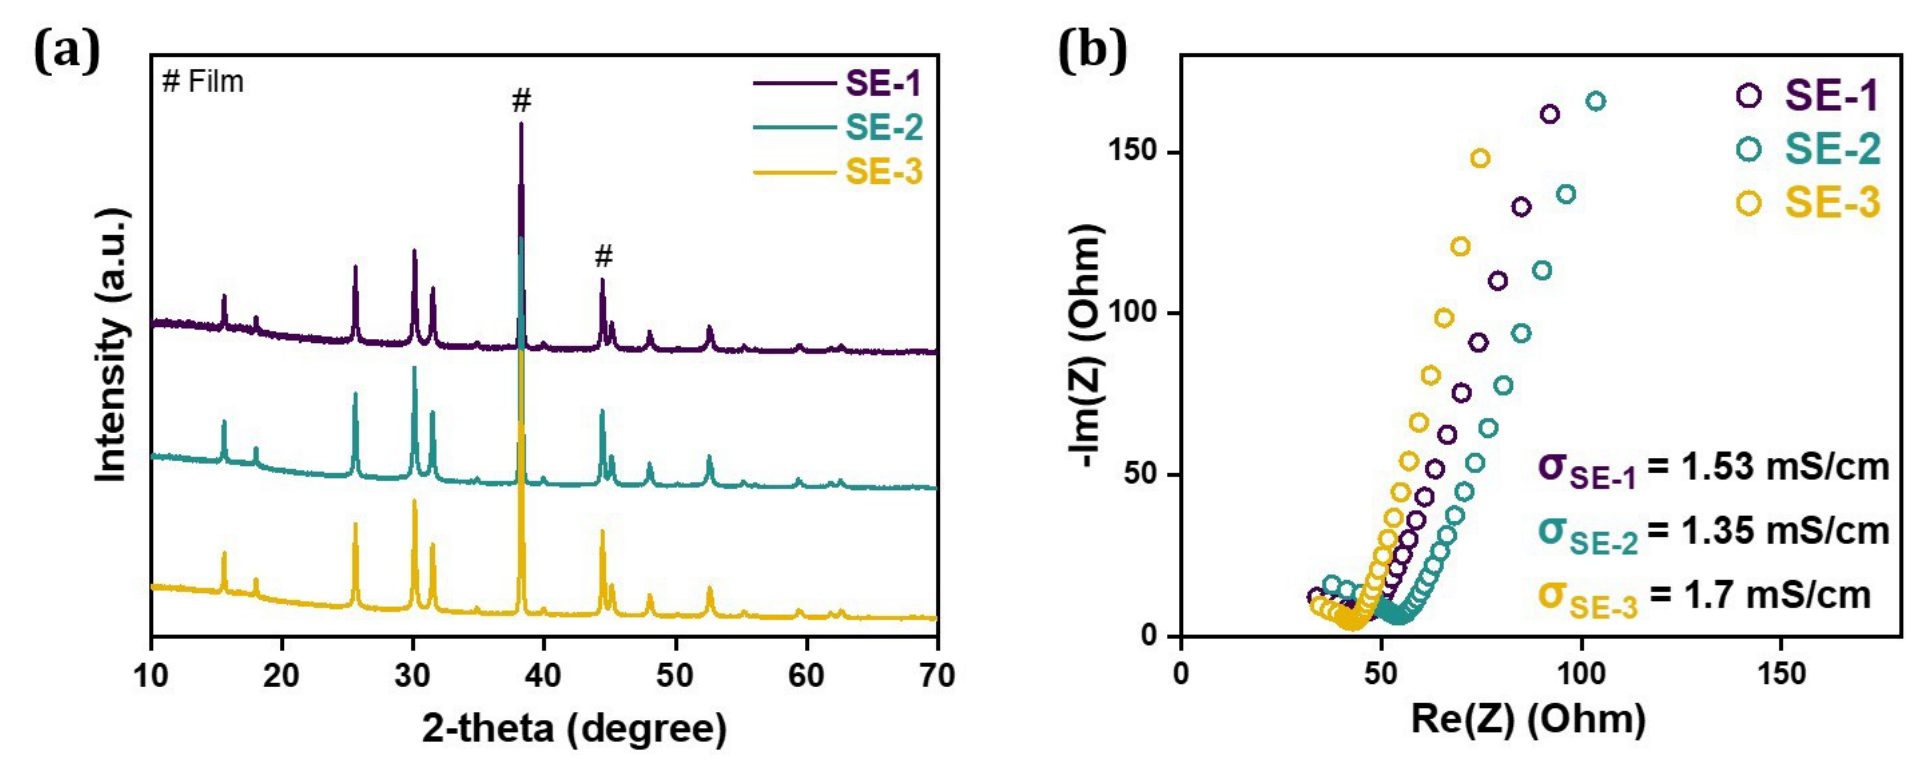 (a)
# Film
SE-1
SE-2
SE-3
#
#
Intensity (a.u.)
10 20 30 40 50 60 70
2-theta (degree)
(b)
SE-1
SE-2
SE-3
150
100
50
0
-Im(Z) (Ohm)
σSE-1 = 1.53 mS/cm
σSE-2 = 1.35 mS/cm
σSE-3 = 1.7 mS/cm
0 50 100 150
Re(Z) (Ohm)